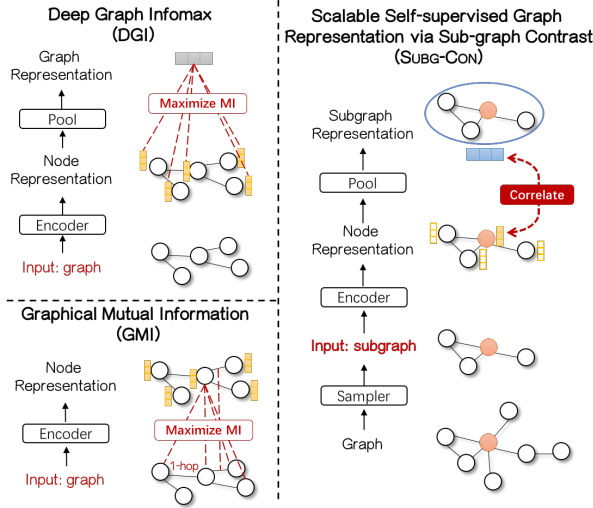 Deep Graph Infomax
(DGI)
Graph
Representation
Pool
Node
Representation
Encoder
Input: graph
Maximize MI
Graphical Mutual Information
(GMI)
Node
Representation
Encoder
Input: graph
Maximize MI
1-hop
Scalable Self-supervised Graph
Representation via Sub-graph Contrast
(SUBG-CON)
Subgraph
Representation
Pool
Node
Representation
Encoder
Input: subgraph
Sampler
Graph
Correlate